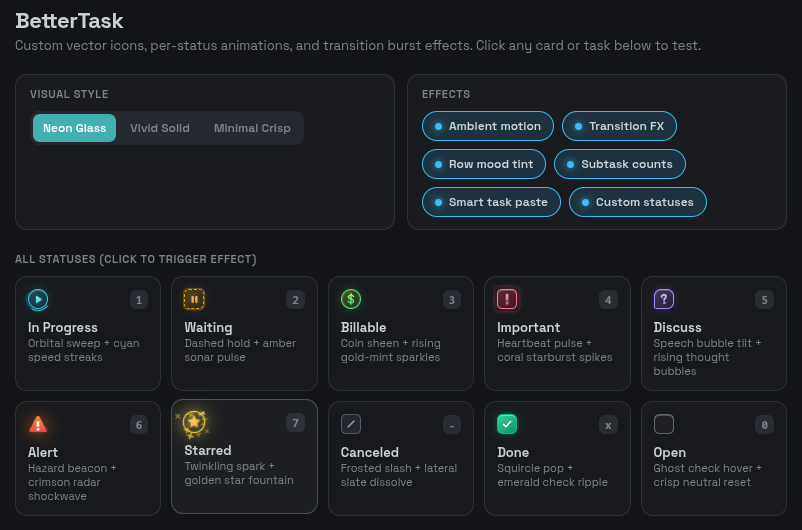 BetterTask
Custom vector icons, per-status animations, and transition burst effects. Click any card or task below to test.
VISUAL STYLE
Neon Glass
Vivid Solid
Minimal Crisp
EFFECTS
Ambient motion
Transition FX
Row mood tint
Subtask counts
Smart task paste
Custom statuses
ALL STATUSES (CLICK TO TRIGGER EFFECT)
1
In Progress
Orbital sweep + cyan
speed streaks
2
Waiting
Dashed hold + amber
sonar pulse
$
3
Billable
Coin sheen + rising
gold-mint sparkles
!
4
Important
Heartbeat pulse +
coral starburst spikes
?
5
Discuss
Speech bubble tilt +
rising thought
bubbles
!
6
Alert
Hazard beacon +
crimson radar
shockwave
7
Starred
Twinkling spark +
golden star fountain
-
Canceled
Frosted slash + lateral
slate dissolve
x
Done
Squircle pop +
emerald check ripple
0
Open
Ghost check hover +
crisp neutral reset